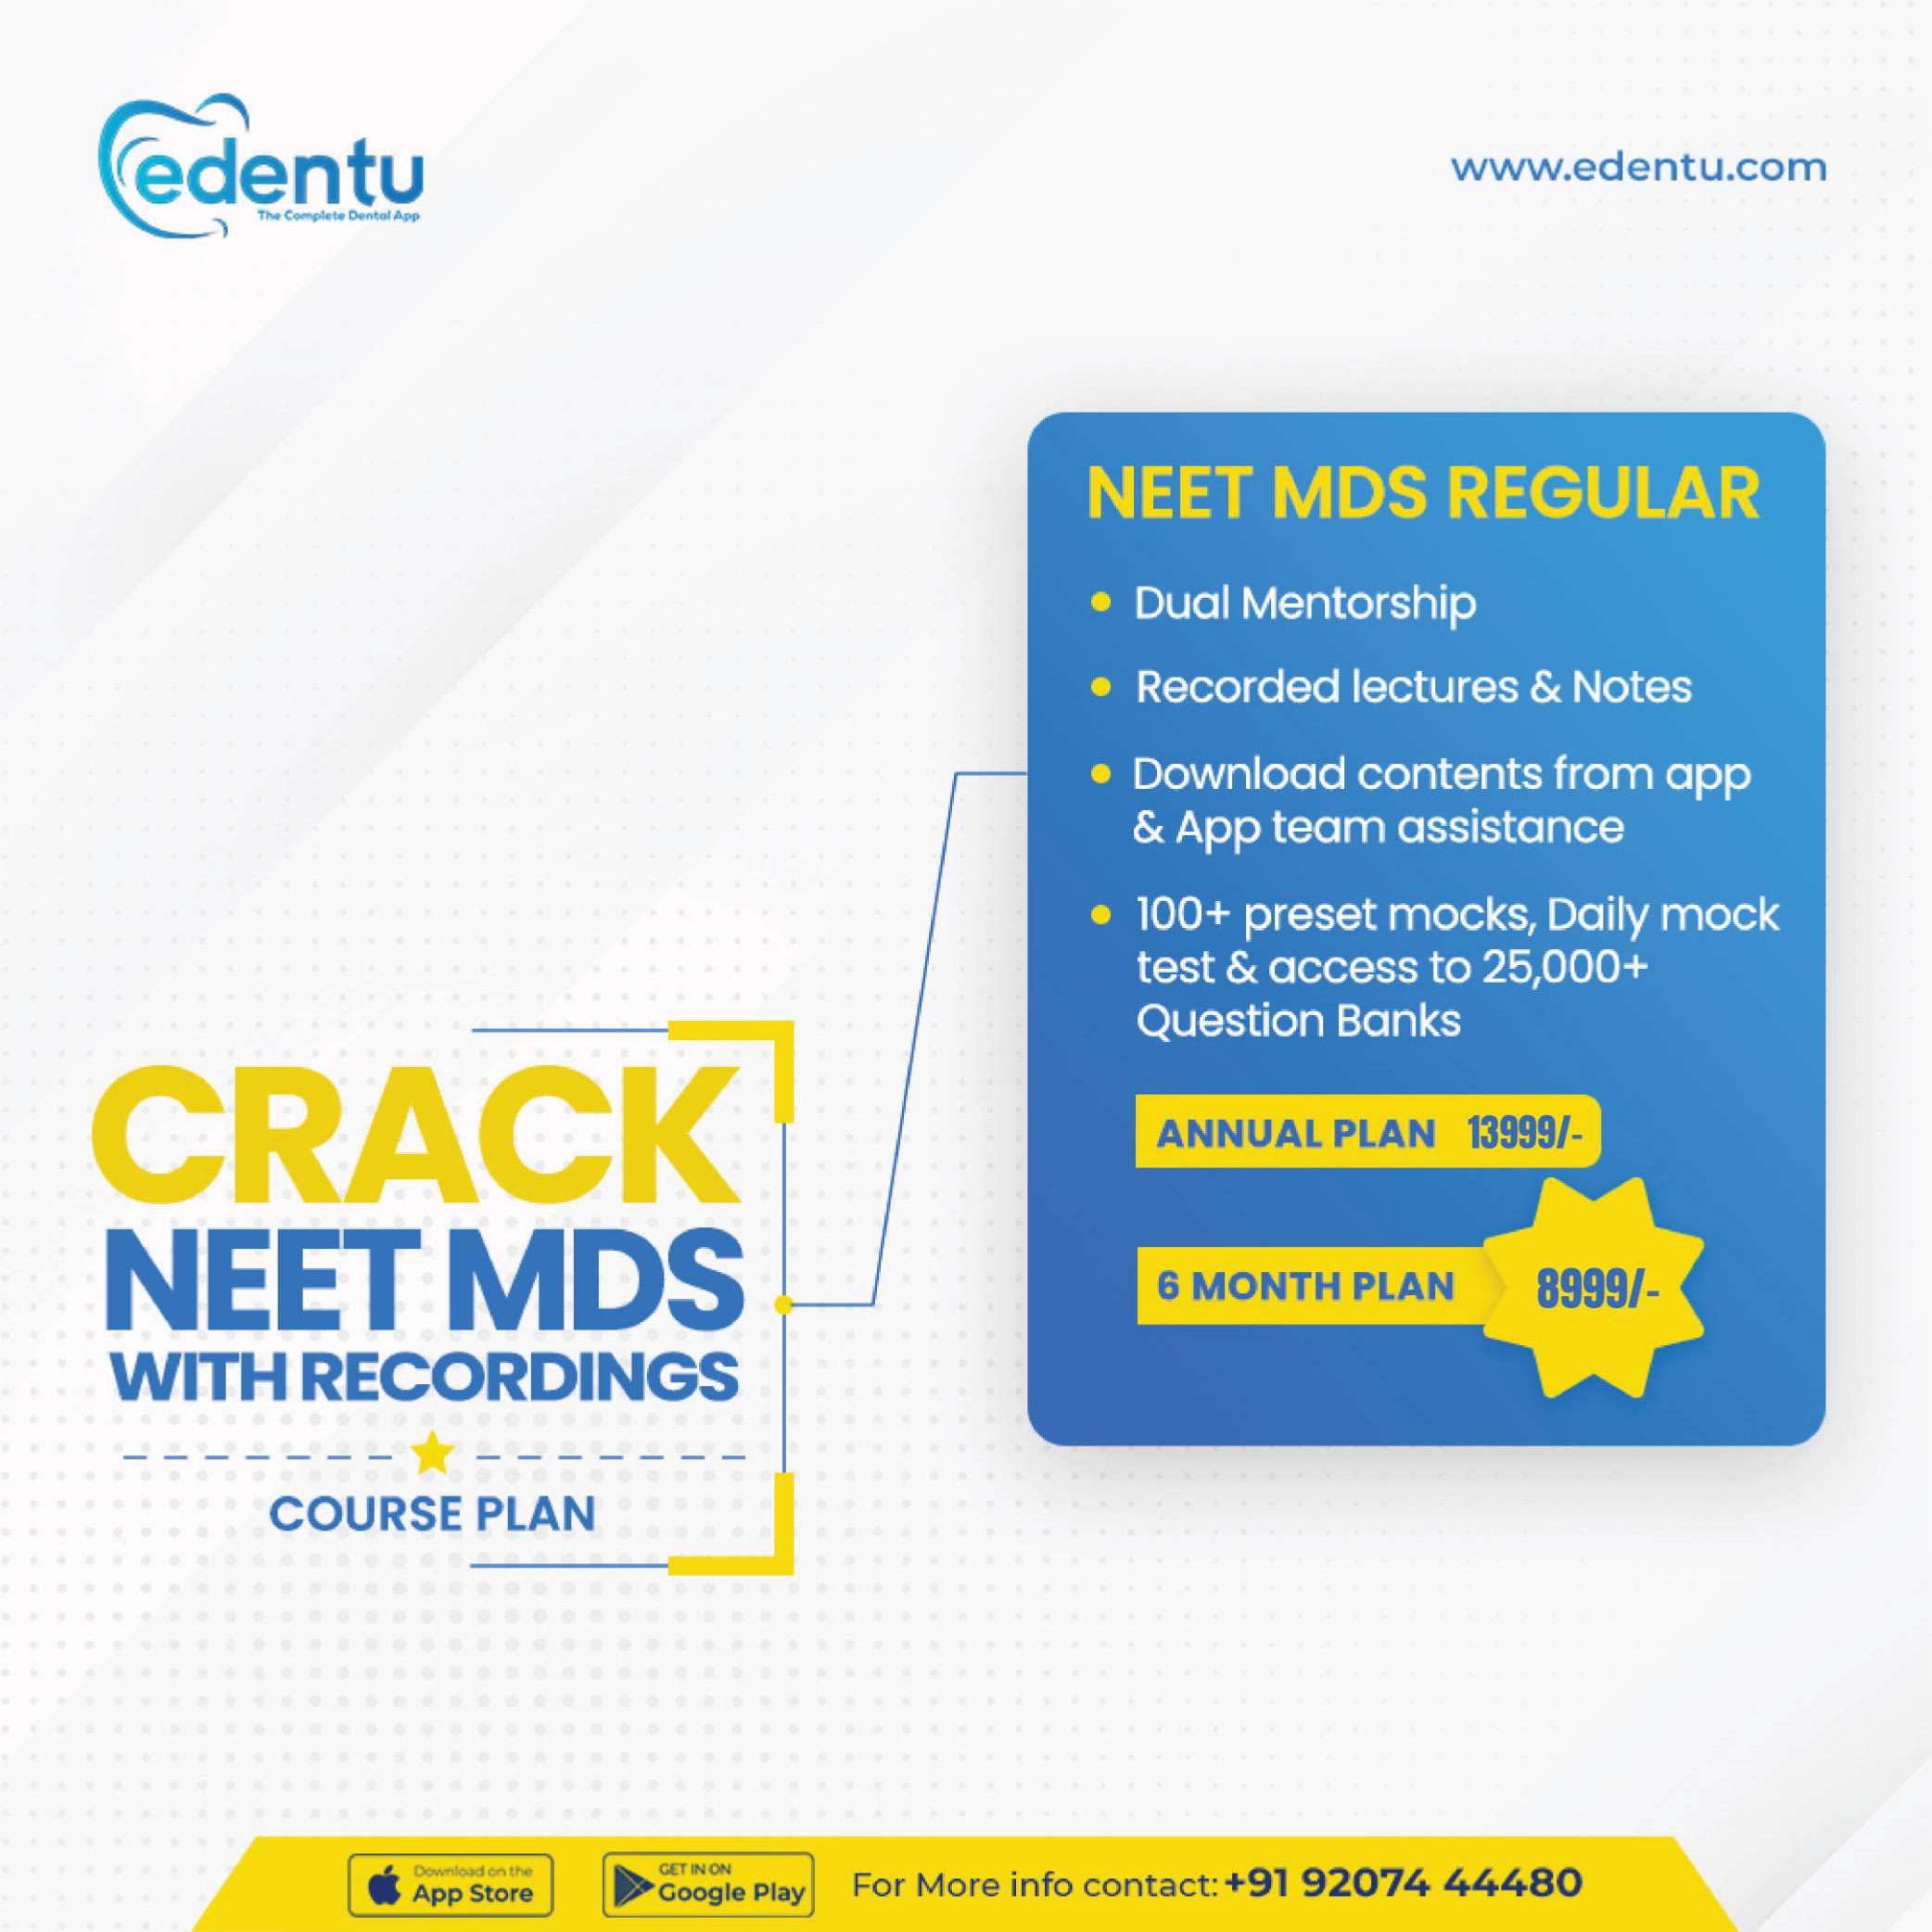 edentu
The Complete Dental App
www.edentu.com
NEET MDS REGULAR
Dual Mentorship
Recorded lectures & Notes
Download contents from app
& App team assistance
100+ preset mocks, Daily mock
test & access to 25,000+
Question Banks
ANNUAL PLAN 13999/-
6 MONTH PLAN 8999/-
CRACK
NEET MDS
WITH RECORDINGS
COURSE PLAN
Download on the
App Store
GET IN ON
Google Play
For More info contact: +91 92074 44480